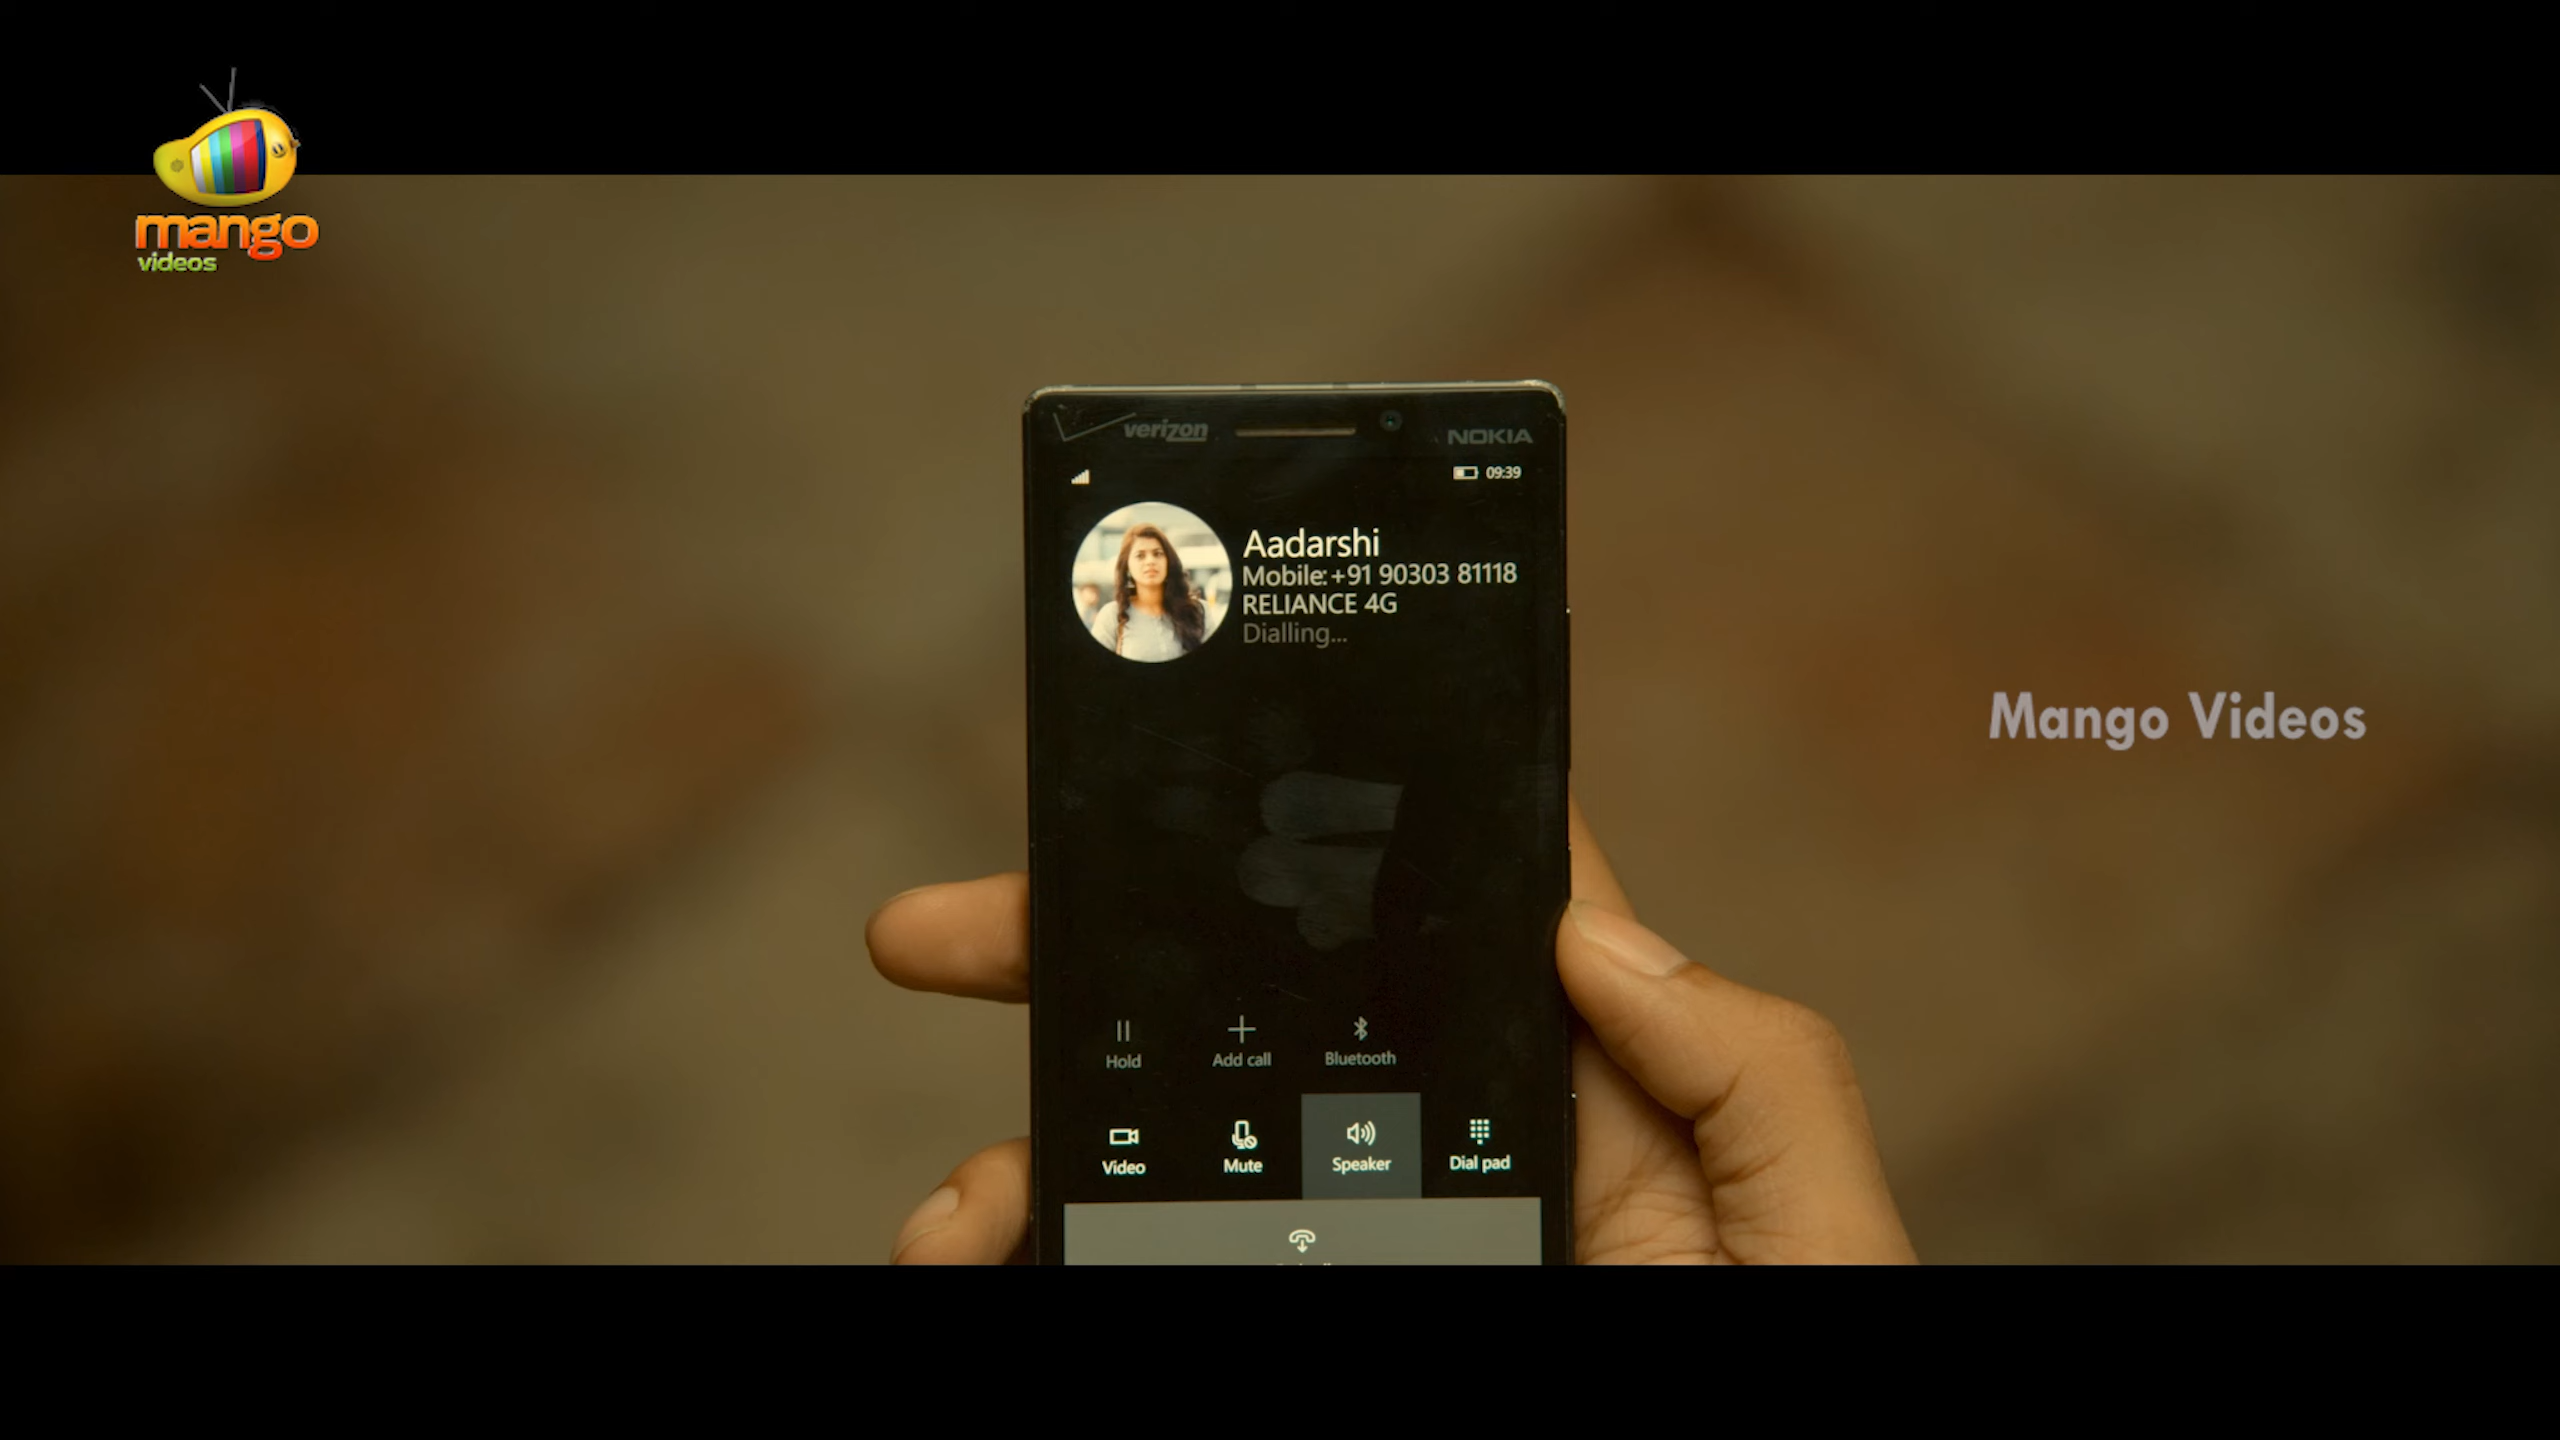 mango
videos
verizon
NOKIA
09:39
Aadarshi
Mobile:+91 90303 81118
RELIANCE 4G
Dialling...
Mango Videos
Hold
Add call
Bluetooth
Video
Mute
Speaker
Dial pad